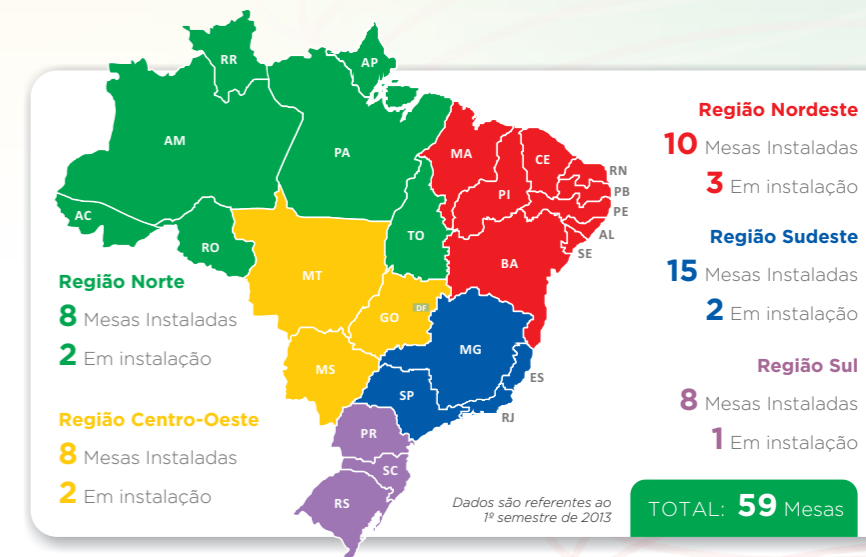 RR
AP
AM
PA
MA
CE
RN
PB
PE
AL
SE
PI
AC
RO
TO
BA
MT
GO
DF
MS
MG
ES
SP
RJ
PR
SC
RS
Região Norte
8 Mesas Instaladas
2 Em instalação
Região Centro-Oeste
8 Mesas Instaladas
2 Em instalação
Região Nordeste
10 Mesas Instaladas
3 Em instalação
Região Sudeste
15 Mesas Instaladas
2 Em instalação
Região Sul
8 Mesas Instaladas
1 Em instalação
Dados são referentes ao
1º semestre de 2013
TOTAL: 59 Mesas